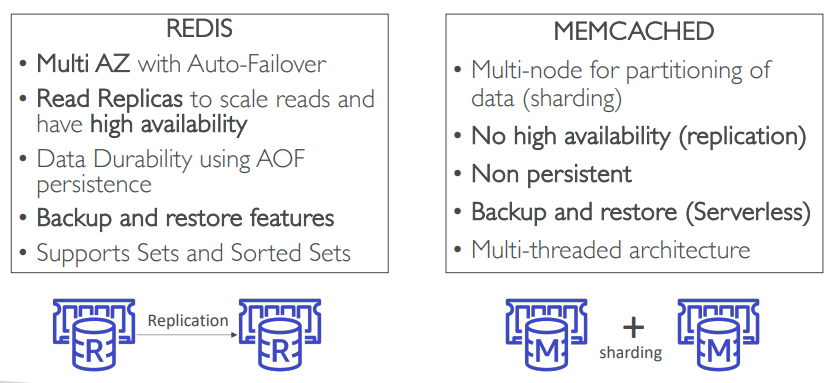 REDIS
• Multi AZ with Auto-Failover
• Read Replicas to scale reads and
have high availability
• Data Durability using AOF
persistence
• Backup and restore features
• Supports Sets and Sorted Sets
R
Replication
R
MEMCACHED
• Multi-node for partitioning of
data (sharding)
• No high availability (replication)
• Non persistent
• Backup and restore (Serverless)
• Multi-threaded architecture
M
+
sharding
M